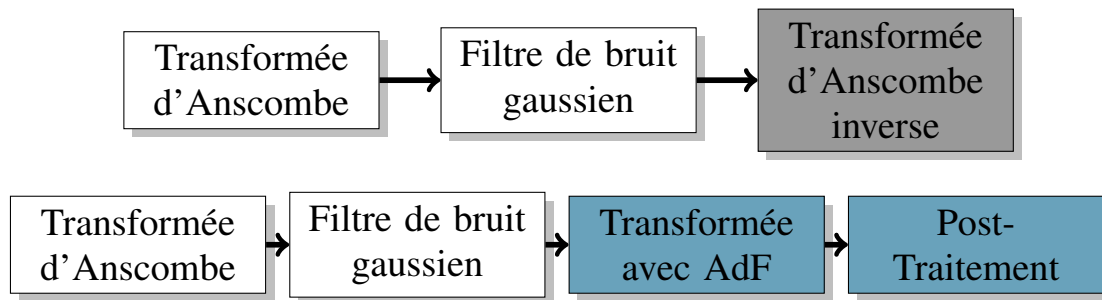 Transformée
d'Anscombe
Filtre de bruit
gaussien
Transformée
d'Anscombe
inverse
Transformée
d'Anscombe
Filtre de bruit
gaussien
Transformée
avec AdF
Post-
Traitement